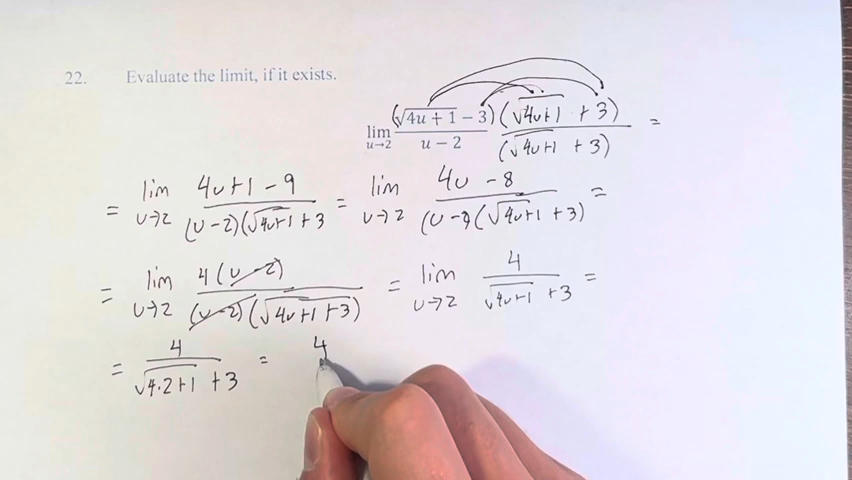 22. Evaluate the limit, if it exists.
lim u→2 (√4u + 1 − 3)/(u − 2) (√4u+1 + 3)/(√4u+1 + 3) =
= lim u→2 (4u+1 − 9)/((u−2)(√4u+1 + 3) = lim u→2 (4u − 8)/((u−2)(√4u+1 + 3) =
= lim u→2 4(u−2)/((u−2)(√4u+1+3)) = lim u→2 4/(√4u+1 + 3) =
= 4/(√4·2+1 + 3) = 4